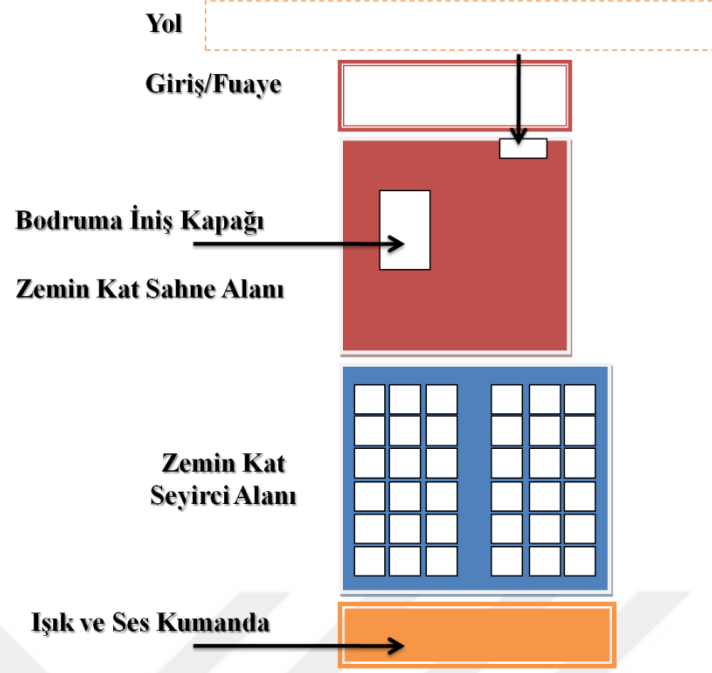 Yol
Giriş/Fuaye
Bodruma İniş Kapağı
Zemin Kat Sahne Alanı
Zemin Kat
Seyirci Alanı
Işık ve Ses Kumanda